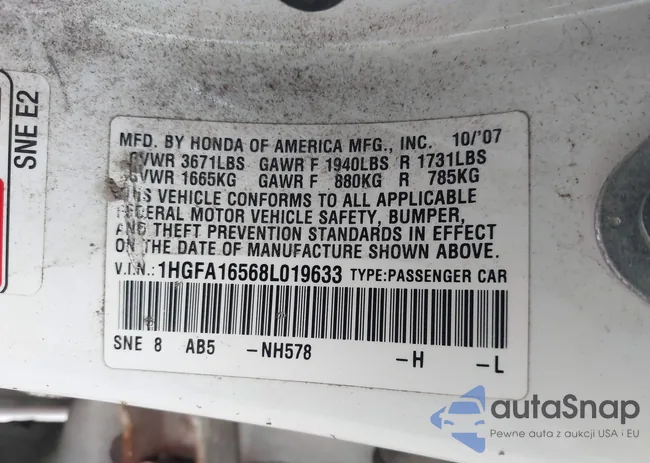 SNE E2
MFD. BY HONDA OF AMERICA MFG., INC. 10/'07
GVWR 3671LBS GAWR F 1940LBS R 1731LBS
GVWR 1665KG GAWR F 880KG R 785KG
THIS VEHICLE CONFORMS TO ALL APPLICABLE
FEDERAL MOTOR VEHICLE SAFETY, BUMPER,
AND THEFT PREVENTION STANDARDS IN EFFECT
ON THE DATE OF MANUFACTURE SHOWN ABOVE.
V.I.N.: 1HGFA16568L019633 TYPE:PASSENGER CAR
SNE 8 AB5 -NH578 -H -L
autaSnap
Pewne auta z aukcji USA i EU